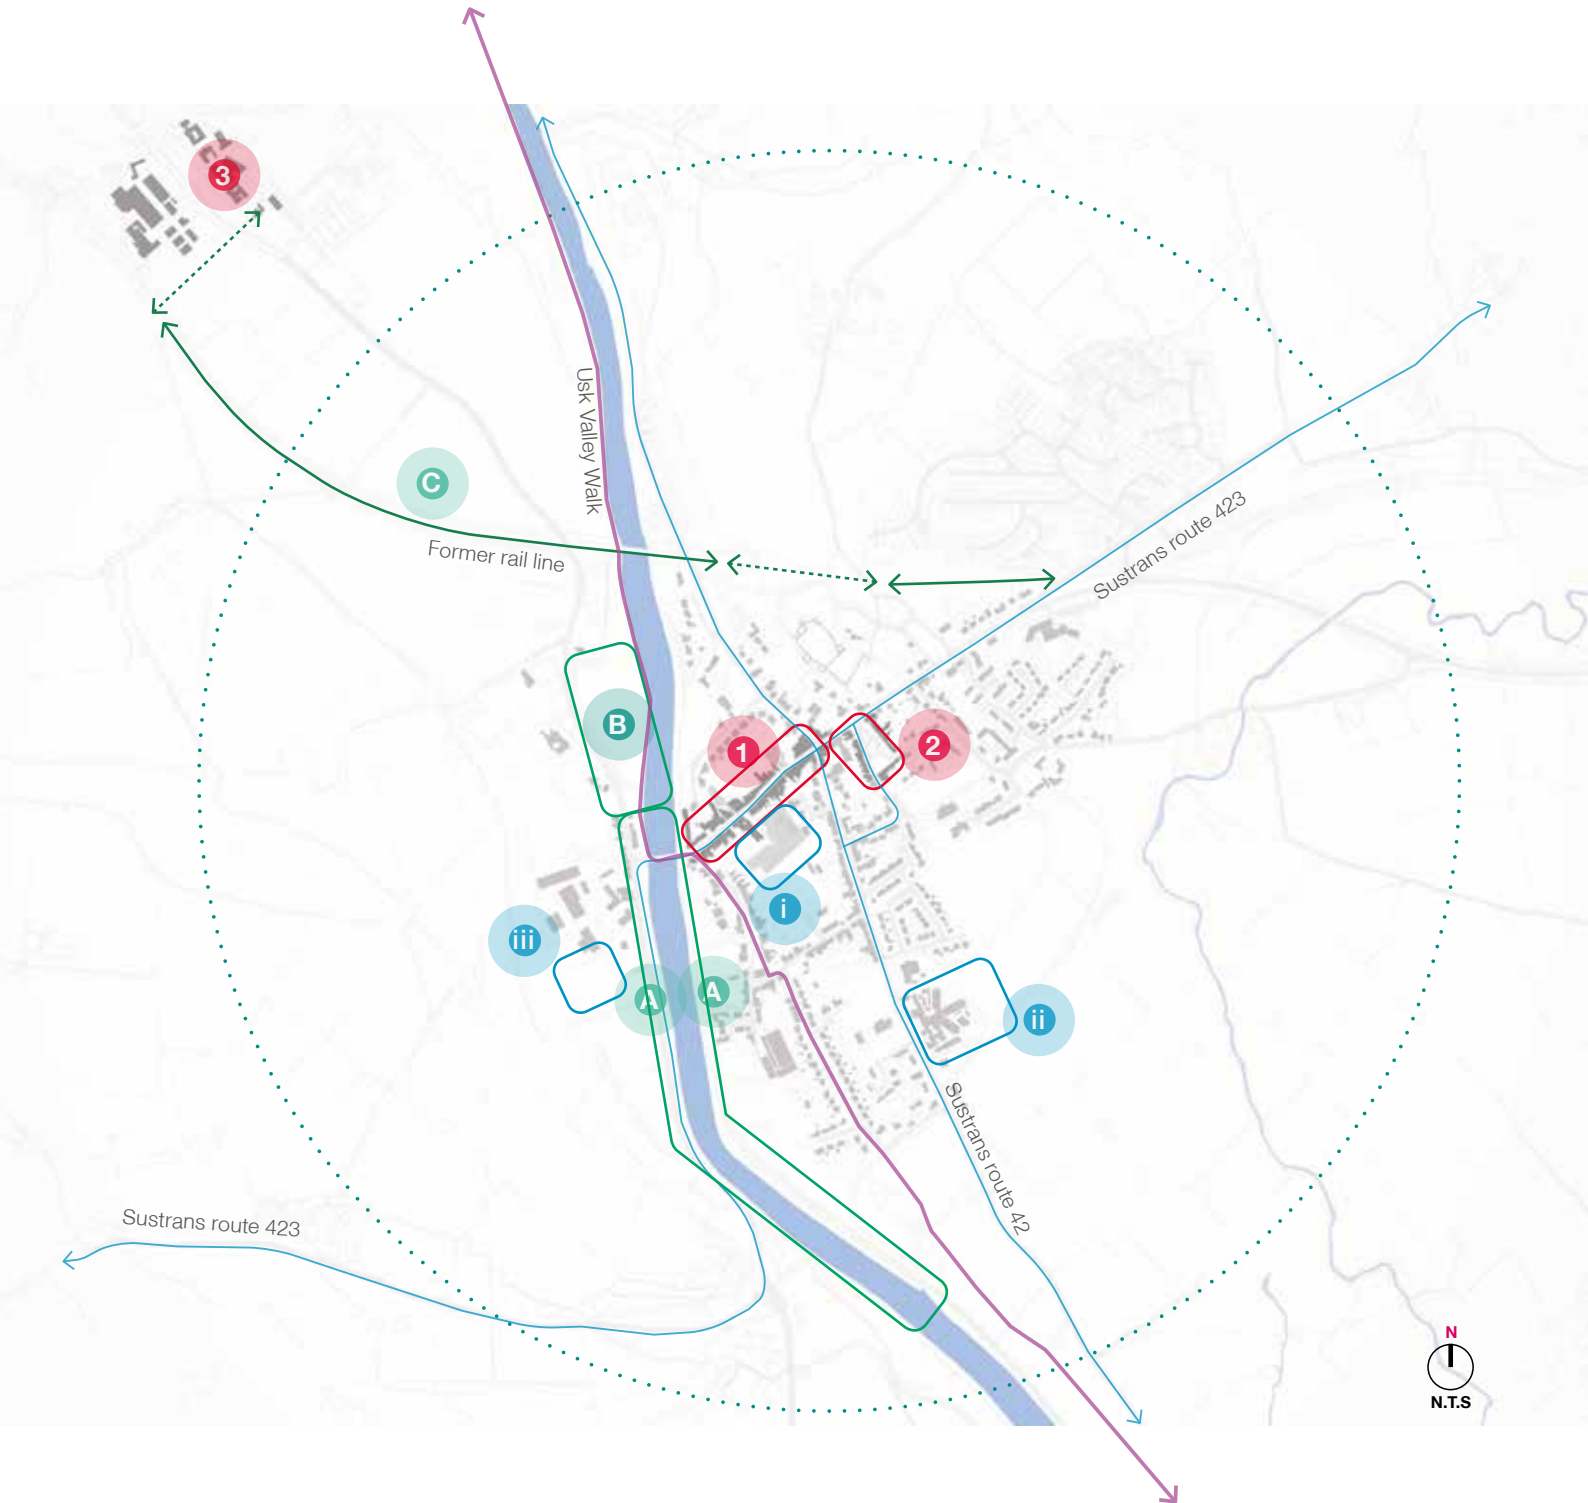 3
Usk Valley Walk
C
Former rail line
Sustrans route 423
B
1
2
i
iii
A
A
ii
Sustrans route 42
Sustrans route 423
N
N.T.S